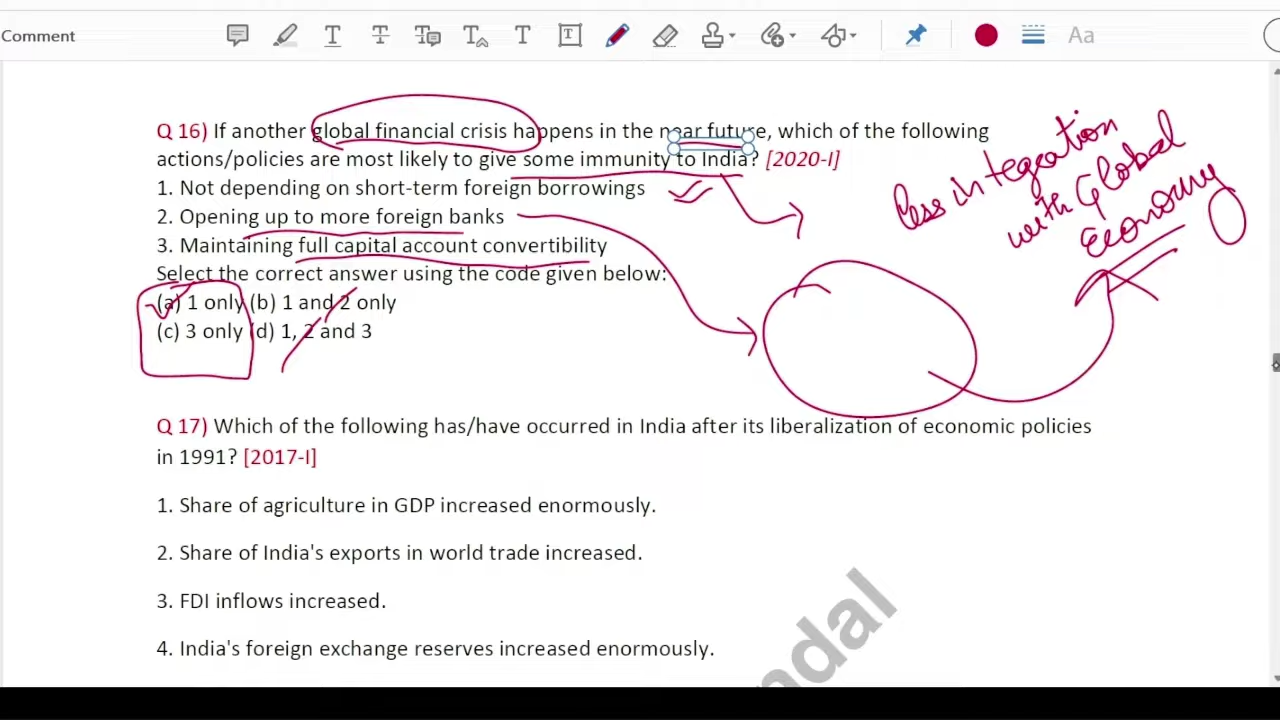 Comment
Aa
Q 16) If another global financial crisis happens in the near future, which of the following
actions/policies are most likely to give some immunity to India? [2020-I]
1. Not depending on short-term foreign borrowings
2. Opening up to more foreign banks
3. Maintaining full capital account convertibility
Select the correct answer using the code given below:
(a) 1 only (b) 1 and 2 only
(c) 3 only (d) 1, 2 and 3
less integration
with Global
Economy
Q 17) Which of the following has/have occurred in India after its liberalization of economic policies
in 1991? [2017-I]
1. Share of agriculture in GDP increased enormously.
2. Share of India's exports in world trade increased.
3. FDI inflows increased.
4. India's foreign exchange reserves increased enormously.